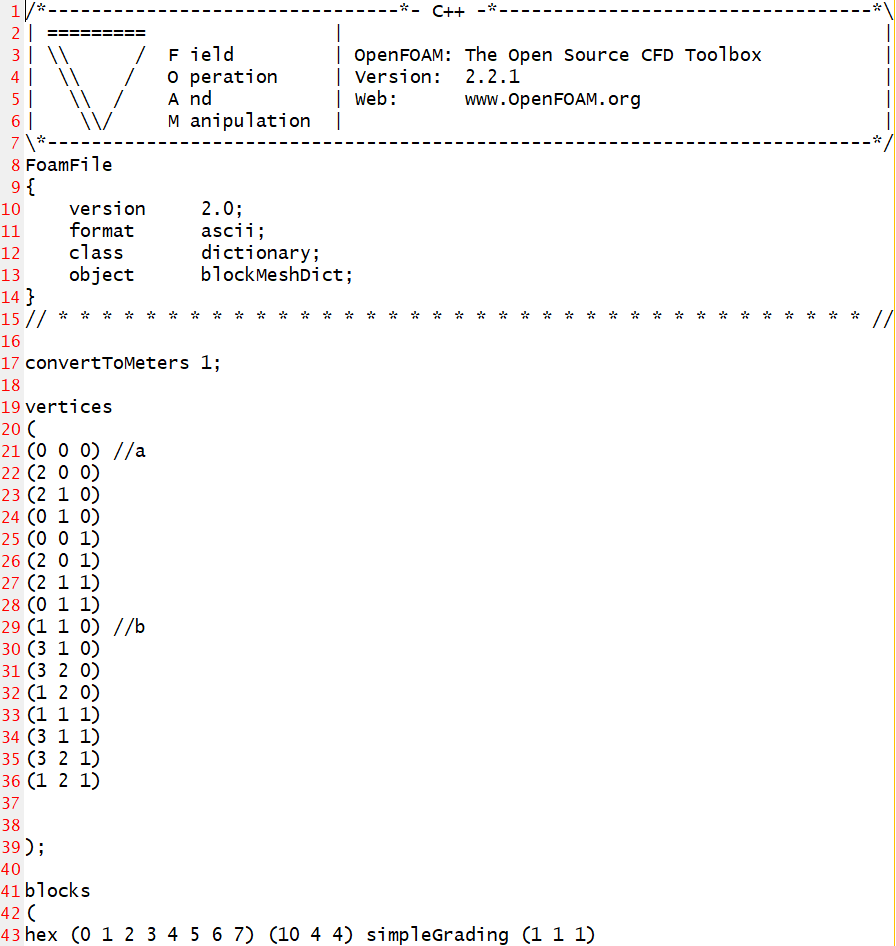 1 /*--------------------------------*- C++ -*----------------------------------*\
2 | =========                 |                                                 |
3 | \\      /  F ield         | OpenFOAM: The Open Source CFD Toolbox           |
4 |  \\    /   O peration     | Version:  2.2.1                                 |
5 |   \\  /    A nd           | Web:      www.OpenFOAM.org                      |
6 |    \\/     M anipulation  |                                                 |
7 \*---------------------------------------------------------------------------*/
8 FoamFile
9 {
10     version     2.0;
11     format      ascii;
12     class       dictionary;
13     object      blockMeshDict;
14 }
15 // * * * * * * * * * * * * * * * * * * * * * * * * * * * * * * * * * * * * * //
16
17 convertToMeters 1;
18
19 vertices
20 (
21 (0 0 0) //a
22 (2 0 0)
23 (2 1 0)
24 (0 1 0)
25 (0 0 1)
26 (2 0 1)
27 (2 1 1)
28 (0 1 1)
29 (1 1 0) //b
30 (3 1 0)
31 (3 2 0)
32 (1 2 0)
33 (1 1 1)
34 (3 1 1)
35 (3 2 1)
36 (1 2 1)
37
38
39 );
40
41 blocks
42 (
43 hex (0 1 2 3 4 5 6 7) (10 4 4) simpleGrading (1 1 1)